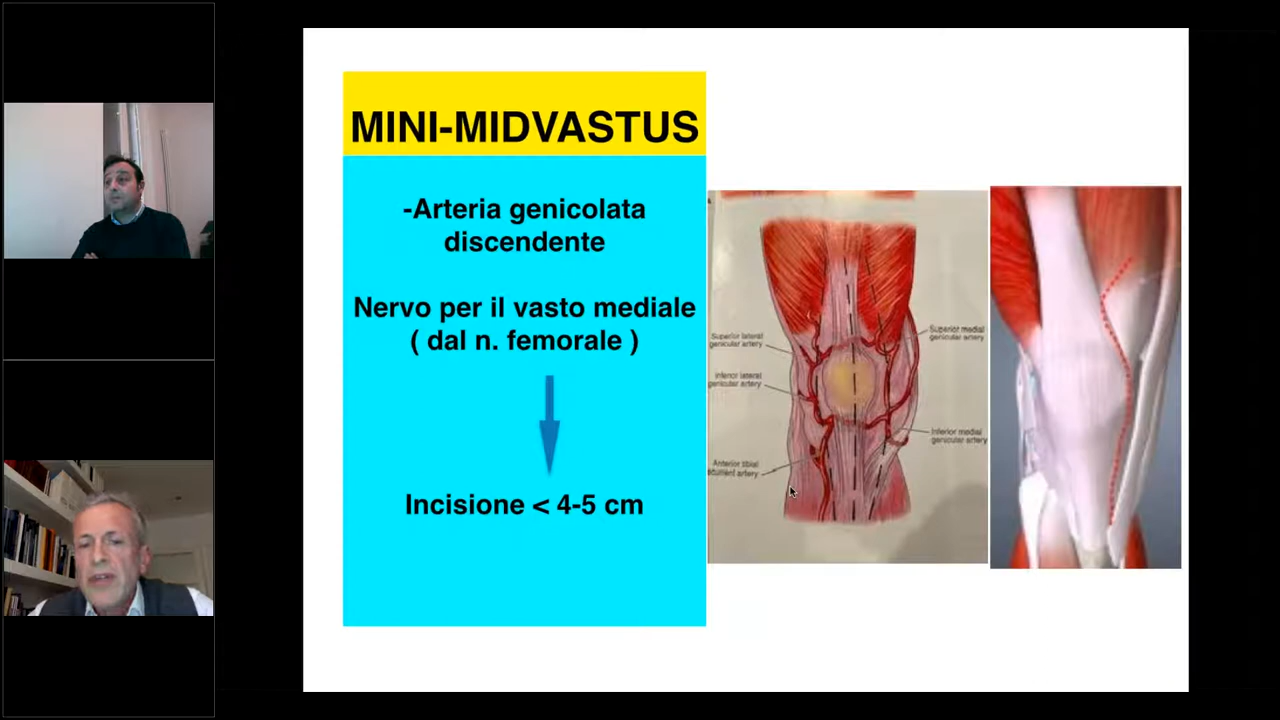 MINI-MIDVASTUS
-Arteria genicolata
discendente
Nervo per il vasto mediale
( dal n. femorale )
Incisione < 4-5 cm
Superior lateral
genicular artery
Superior medial
genicular artery
Inferior lateral
genicular artery
Inferior medial
genicular artery
Anterior tibial
artery